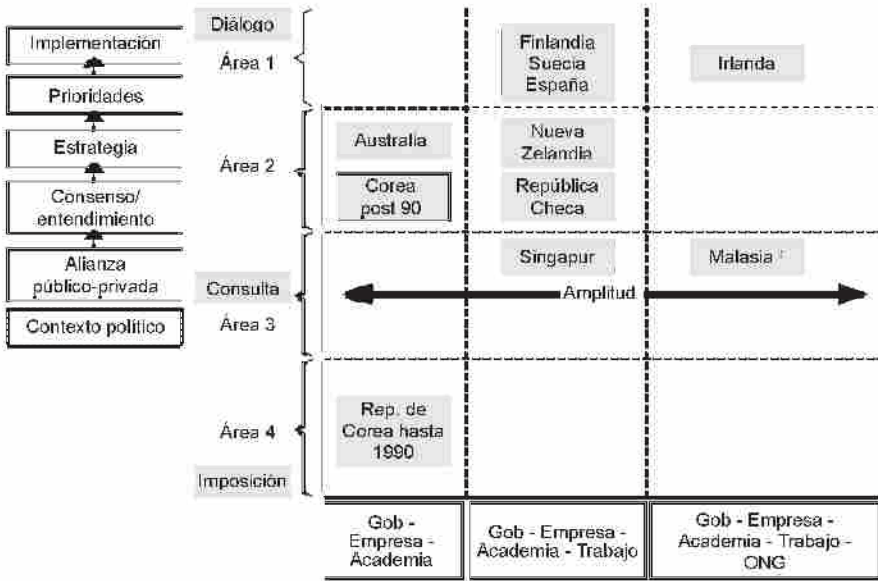 Implementación
Prioridades
Estrategia
Consenso/
entendimiento
Alianza
público-privada
Contexto político
Diálogo
Área 1
Área 2
Consulta
Área 3
Área 4
Imposición
Finlandia
Suecia
España
Irlanda
Australia
Nueva
Zelandia
Corea
post 90
República
Checa
Singapur
Malasia
Amplitud
Rep. de
Corea hasta
1990
Gob -
Empresa -
Academia
Gob - Empresa -
Academia - Trabajo
Gob - Empresa -
Academia - Trabajo -
ONG